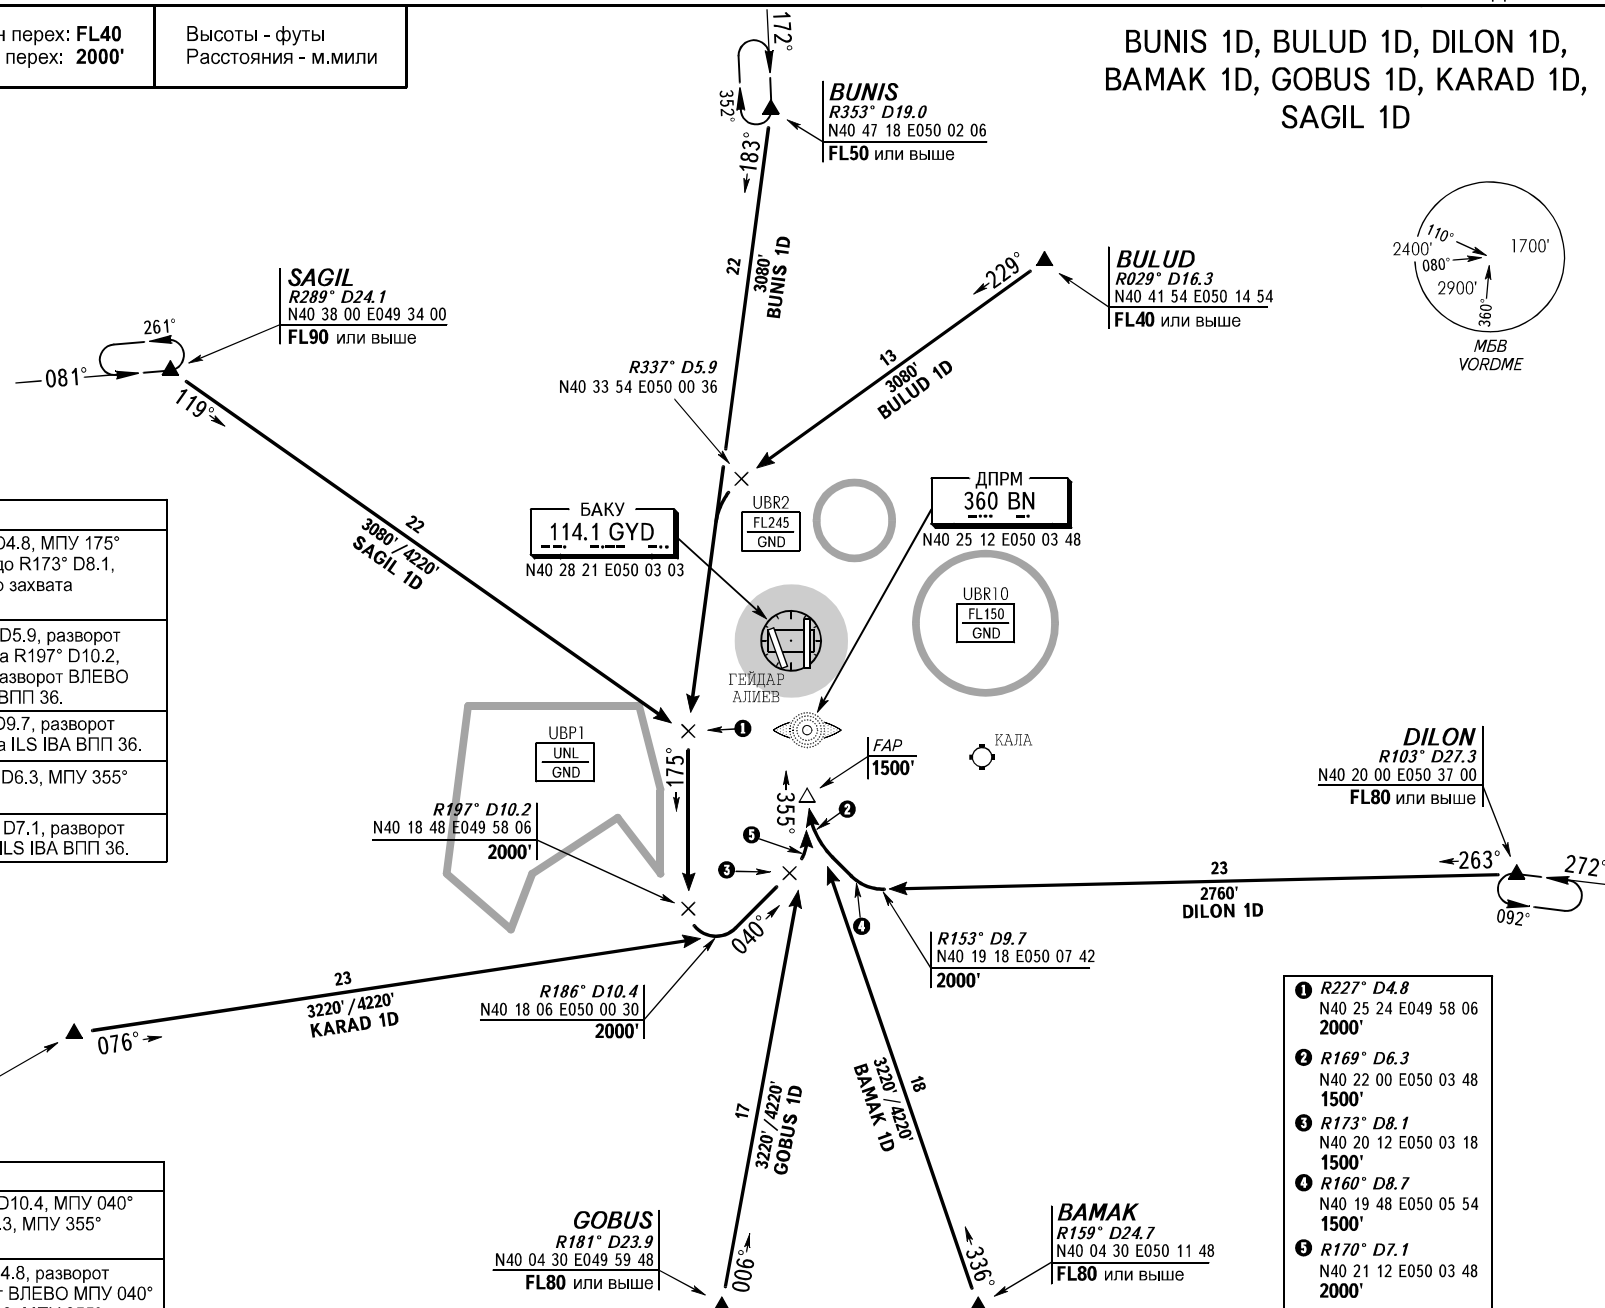 н перех: FL40
перех: 2000'
Высоты - футы
Расстояния - м.мили
BUNIS 1D, BULUD 1D, DILON 1D,
BAMAK 1D, GOBUS 1D, KARAD 1D,
SAGIL 1D
172°
352°
183°
BUNIS
R353° D19.0
N40 47 18 E050 02 06
FL50 или выше
22
3080'
BUNIS 1D
229°
BULUD
R029° D16.3
N40 41 54 E050 14 54
FL40 или выше
13
3080'
BULUD 1D
110°
2400'
080°
1700'
2900'
360°
МБВ
VORDME
SAGIL
R289° D24.1
N40 38 00 E049 34 00
FL90 или выше
261°
081°
119°
22
3080'/4220'
SAGIL 1D
R337° D5.9
N40 33 54 E050 00 36
БАКУ
114.1 GYD
N40 28 21 E050 03 03
UBR2
FL245
GND
ДПРМ
360 BN
N40 25 12 E050 03 48
UBR10
FL150
GND
ГЕЙДАР
АЛИЕВ
D4.8, МПУ 175°
до R173° D8.1,
о захвата
D5.9, разворот
а R197° D10.2,
азворот ВЛЕВО
ВПП 36.
D9.7, разворот
а ILS IBA ВПП 36.
D6.3, МПУ 355°
D7.1, разворот
ILS IBA ВПП 36.
UBP1
UNL
GND
1
175°
FAP
1500'
355°
КАЛА
2
5
3
4
R197° D10.2
N40 18 48 E049 58 06
2000'
DILON
R103° D27.3
N40 20 00 E050 37 00
FL80 или выше
263°
272°
092°
23
2760'
DILON 1D
040°
R153° D9.7
N40 19 18 E050 07 42
2000'
23
3220'/4220'
KARAD 1D
076°
R186° D10.4
N40 18 06 E050 00 30
2000'
17
3220'/4220'
GOBUS 1D
18
3220'/4220'
BAMAK 1D
1 R227° D4.8
N40 25 24 E049 58 06
2000'
2 R169° D6.3
N40 22 00 E050 03 48
1500'
3 R173° D8.1
N40 20 12 E050 03 18
1500'
4 R160° D8.7
N40 19 48 E050 05 54
1500'
5 R170° D7.1
N40 21 12 E050 03 48
2000'
D10.4, МПУ 040°
.3, МПУ 355°
4.8, разворот
т ВЛЕВО МПУ 040°
GOBUS
R181° D23.9
N40 04 30 E049 59 48
FL80 или выше
006°
336°
BAMAK
R159° D24.7
N40 04 30 E050 11 48
FL80 или выше